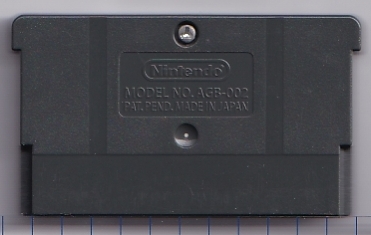 Nintendo
MODEL NO. AGB-002
PAT. PEND. MADE IN JAPAN